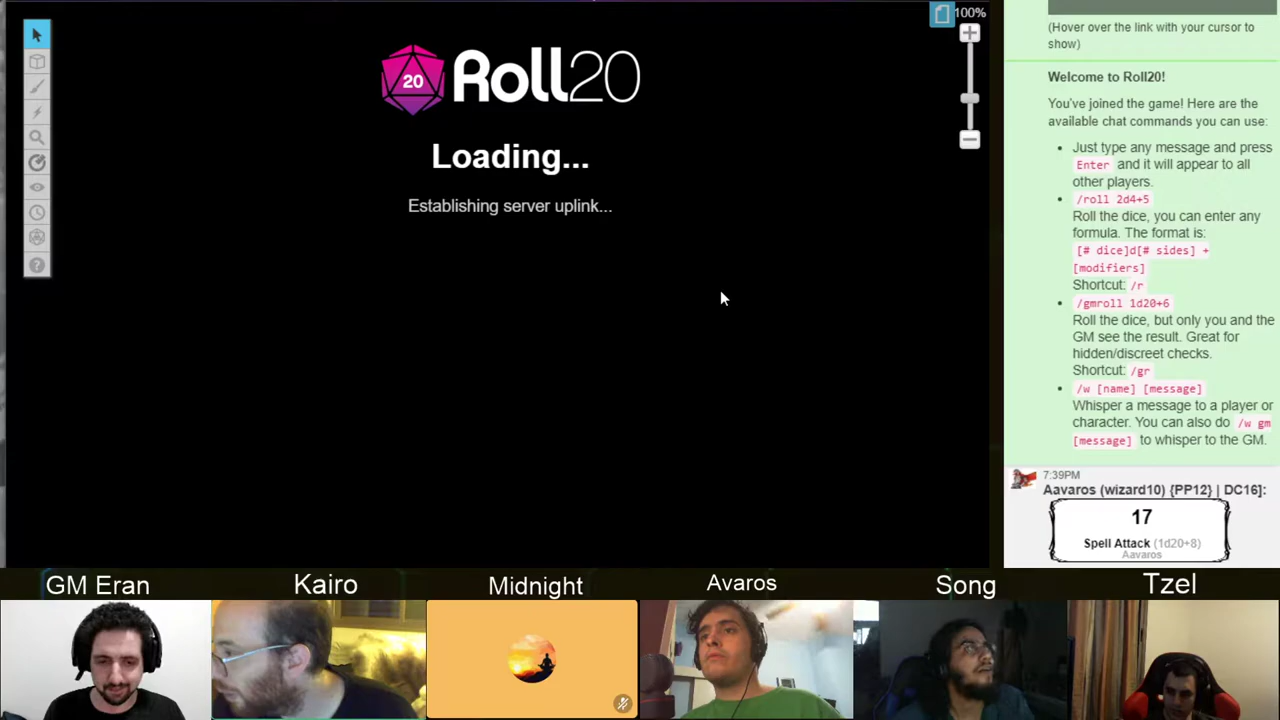 20 Roll20
Loading...
Establishing server uplink...
100%
(Hover over the link with your cursor to
show)
Welcome to Roll20!
You've joined the game! Here are the
available chat commands you can use:
Just type any message and press
Enter and it will appear to all
other players.
/roll 2d4+5
Roll the dice, you can enter any
formula. The format is:
[# dice]d[# sides] +
[modifiers]
Shortcut: /r
/gmroll 1d20+6
Roll the dice, but only you and the
GM see the result. Great for
hidden/discreet checks.
Shortcut: /gr
/w [name] [message]
Whisper a message to a player or
character. You can also do /w gm
[message] to whisper to the GM.
7:39PM
Aavaros (wizard10) {PP12} | DC16]:
17
Spell Attack (1d20+8)
Aavaros
GM Eran
Kairo
Midnight
Avaros
Song
Tzel